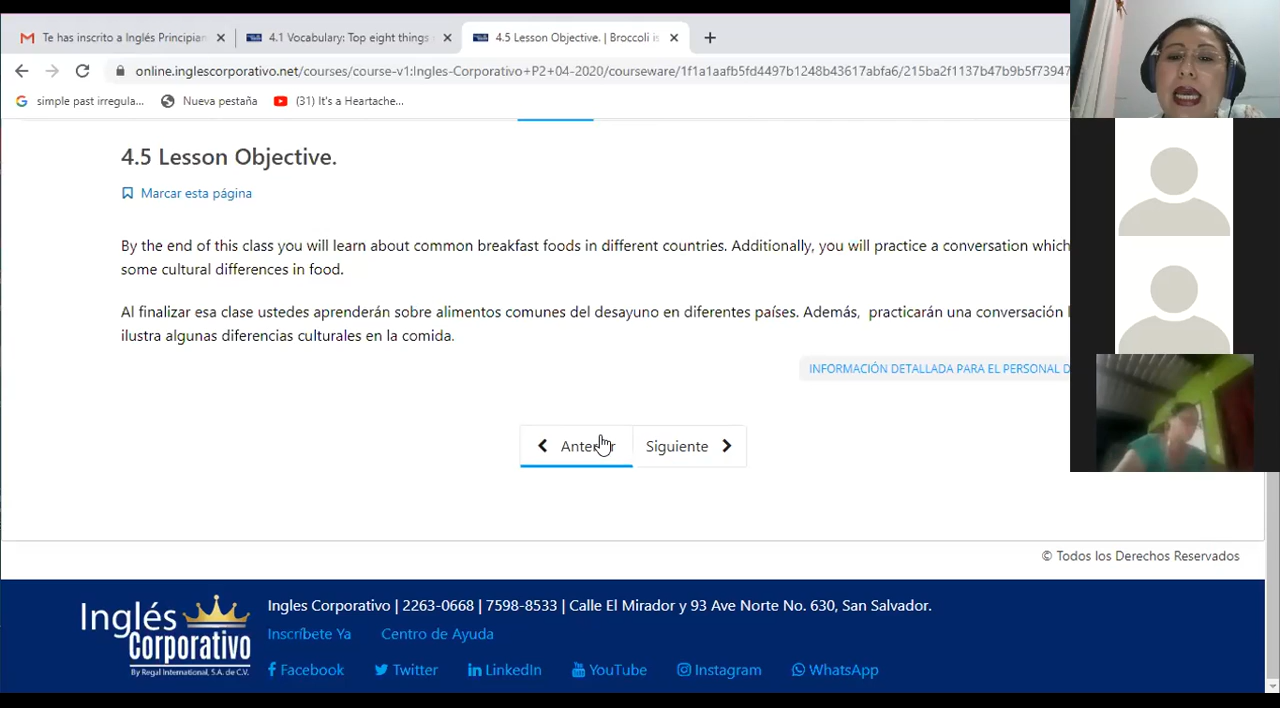 Te has inscrito a Inglés Principian
4.1 Vocabulary: Top eight things
4.5 Lesson Objective. | Broccoli is
online.inglescorporativo.net/courses/course-v1:Ingles-Corporativo+P2+04-2020/courseware/1f1a1aafb5fd4497b1248b43617abfa6/215ba2f1137b47b9b5f73947
simple past irregula...
Nueva pestaña
(31) It's a Heartache...
4.5 Lesson Objective.
Marcar esta página
By the end of this class you will learn about common breakfast foods in different countries. Additionally, you will practice a conversation which
some cultural differences in food.
Al finalizar esa clase ustedes aprenderán sobre alimentos comunes del desayuno en diferentes países. Además, practicarán una conversación
ilustra algunas diferencias culturales en la comida.
INFORMACIÓN DETALLADA PARA EL PERSONAL D
Anterior
Siguiente
© Todos los Derechos Reservados
Inglés Corporativo
By Regal International, S.A. de C.V.
Ingles Corporativo | 2263-0668 | 7598-8533 | Calle El Mirador y 93 Ave Norte No. 630, San Salvador.
Inscríbete Ya
Centro de Ayuda
Facebook
Twitter
LinkedIn
YouTube
Instagram
WhatsApp